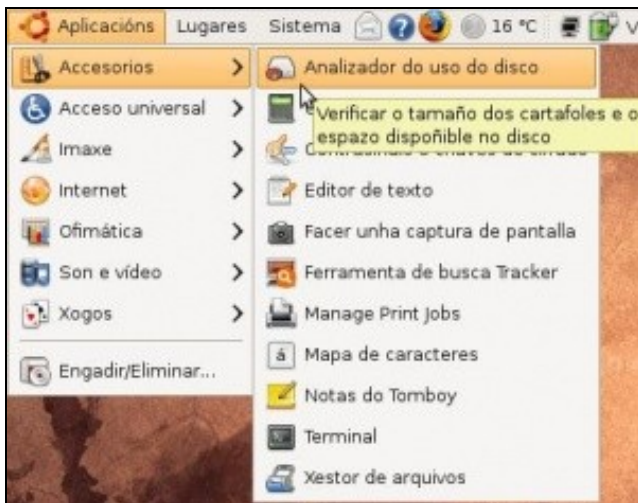 Aplicacións Lugares Sistema 16 °C
Accesorios
Acceso universal
Imaxe
Internet
Ofimática
Son e vídeo
Xogos
Engadir/Eliminar...
Analizador do uso do disco
Verificar o tamaño dos cartafoles e o
espazo dispoñible no disco
Editor de texto
Facer unha captura de pantalla
Ferramenta de busca Tracker
Manage Print Jobs
á Mapa de caracteres
Notas do Tomboy
Terminal
Xestor de arquivos